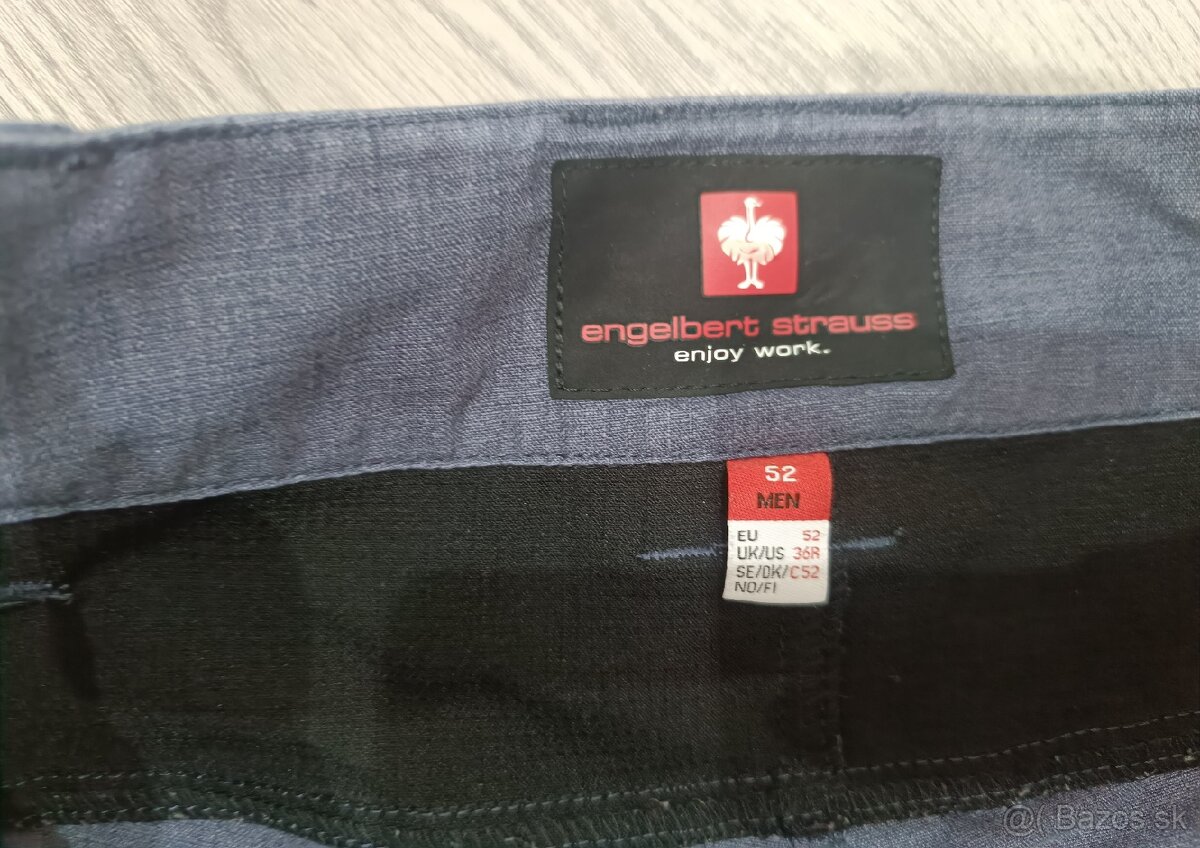 engelbert strauss
enjoy work.
52
MEN
EU 52
UK/US 36R
SE/DK/ C52
NO/FI
@( Bazos.sk